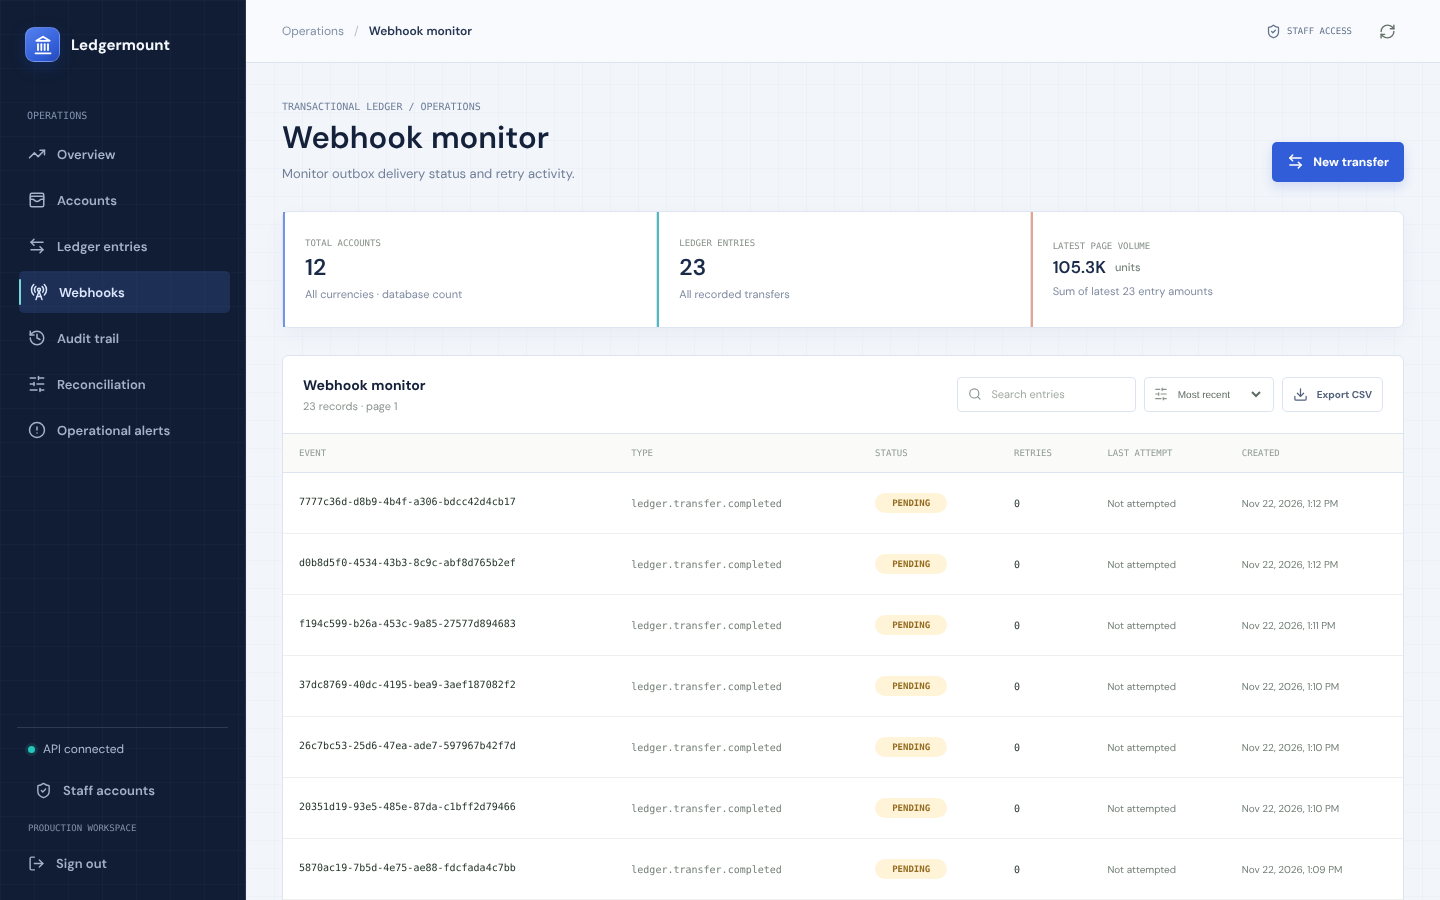 Ledgermount
OPERATIONS
Overview
Accounts
Ledger entries
Webhooks
Audit trail
Reconciliation
Operational alerts
API connected
Staff accounts
PRODUCTION WORKSPACE
Sign out
Operations / Webhook monitor
STAFF ACCESS
TRANSACTIONAL LEDGER / OPERATIONS
Webhook monitor
Monitor outbox delivery status and retry activity.
New transfer
TOTAL ACCOUNTS
12
All currencies · database count
LEDGER ENTRIES
23
All recorded transfers
LATEST PAGE VOLUME
105.3K units
Sum of latest 23 entry amounts
Webhook monitor
23 records · page 1
Search entries
Most recent
Export CSV
EVENT TYPE STATUS RETRIES LAST ATTEMPT CREATED
7777c36d-d8b9-4b4f-a306-bdcc42d4cb17 ledger.transfer.completed PENDING 0 Not attempted Nov 22, 2026, 1:12 PM
d0b8d5f0-4534-43b3-8c9c-abf8d765b2ef ledger.transfer.completed PENDING 0 Not attempted Nov 22, 2026, 1:12 PM
f194c599-b26a-453c-9a85-27577d894683 ledger.transfer.completed PENDING 0 Not attempted Nov 22, 2026, 1:11 PM
37dc8769-40dc-4195-bea9-3aef187082f2 ledger.transfer.completed PENDING 0 Not attempted Nov 22, 2026, 1:10 PM
26c7bc53-25d6-47ea-ade7-597967b42f7d ledger.transfer.completed PENDING 0 Not attempted Nov 22, 2026, 1:10 PM
20351d19-93e5-485e-87da-c1bff2d79466 ledger.transfer.completed PENDING 0 Not attempted Nov 22, 2026, 1:10 PM
5870ac19-7b5d-4e75-ae88-fdcfada4c7bb ledger.transfer.completed PENDING 0 Not attempted Nov 22, 2026, 1:09 PM